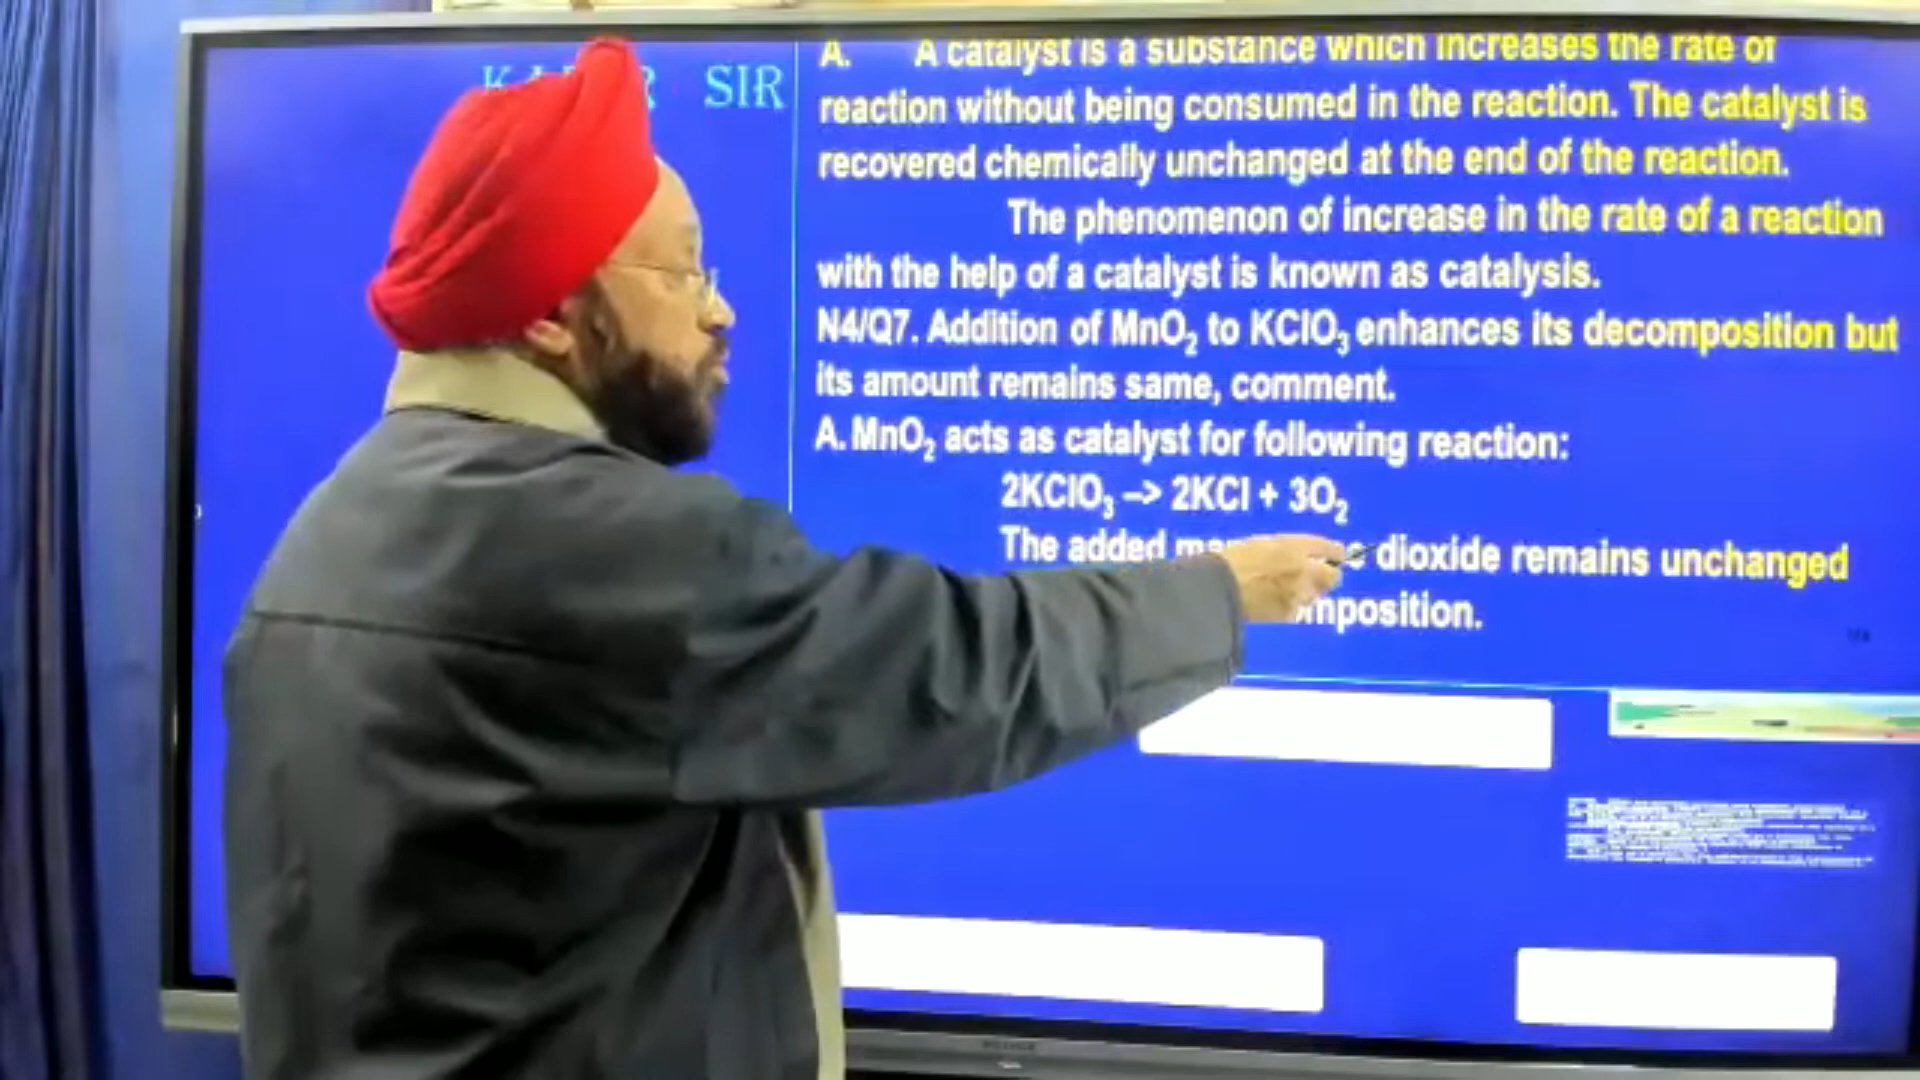 SIR
A. A catalyst is a substance which increases the rate of
reaction without being consumed in the reaction. The catalyst is
recovered chemically unchanged at the end of the reaction.
The phenomenon of increase in the rate of a reaction
with the help of a catalyst is known as catalysis.
N4/Q7. Addition of MnO₂ to KClO₃ enhances its decomposition but
its amount remains same, comment.
A. MnO₂ acts as catalyst for following reaction:
2KClO₃ –> 2KCl + 3O₂
The added dioxide remains unchanged